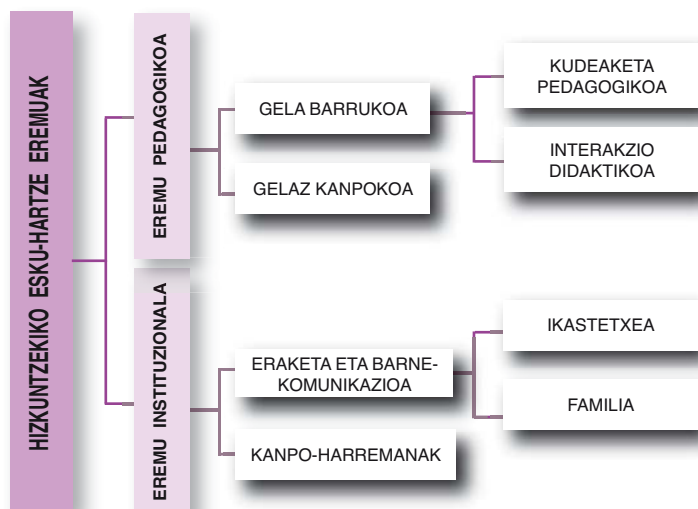 HIZKUNTZEKIKO ESKU-HARTZE EREMUAK
EREMU PEDAGOGIKOA
GELA BARRUKOA
KUDEAKETA
PEDAGOGIKOA
INTERAKZIO
DIDAKTIKOA
GELAZ KANPOKOA
EREMU INSTITUZIONALA
ERAKETA ETA BARNE-
KOMUNIKAZIOA
IKASTETXEA
FAMILIA
KANPO-HARREMANAK